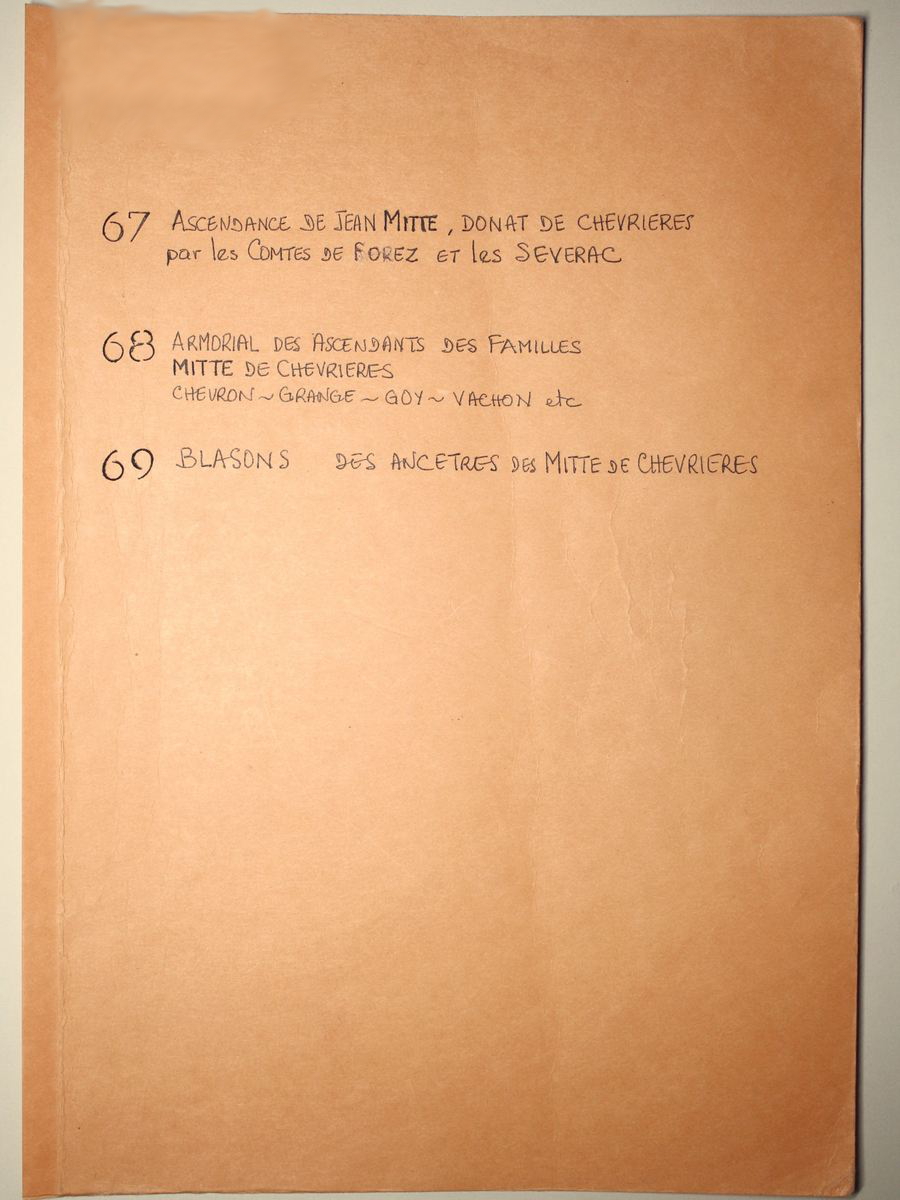 67 ASCENDANCE DE JEAN MITTE, DONAT DE CHEVRIERES
par les COMTES DE FOREZ ET les SEVERAC
68 ARMORIAL DES ASCENDANTS DES FAMILLES
MITTE DE CHEVRIERES
CHEVRON ~ GRANGE ~ GOY ~ VACHON etc
69 BLASONS DES ANCETRES DES MITTE DE CHEVRIERES